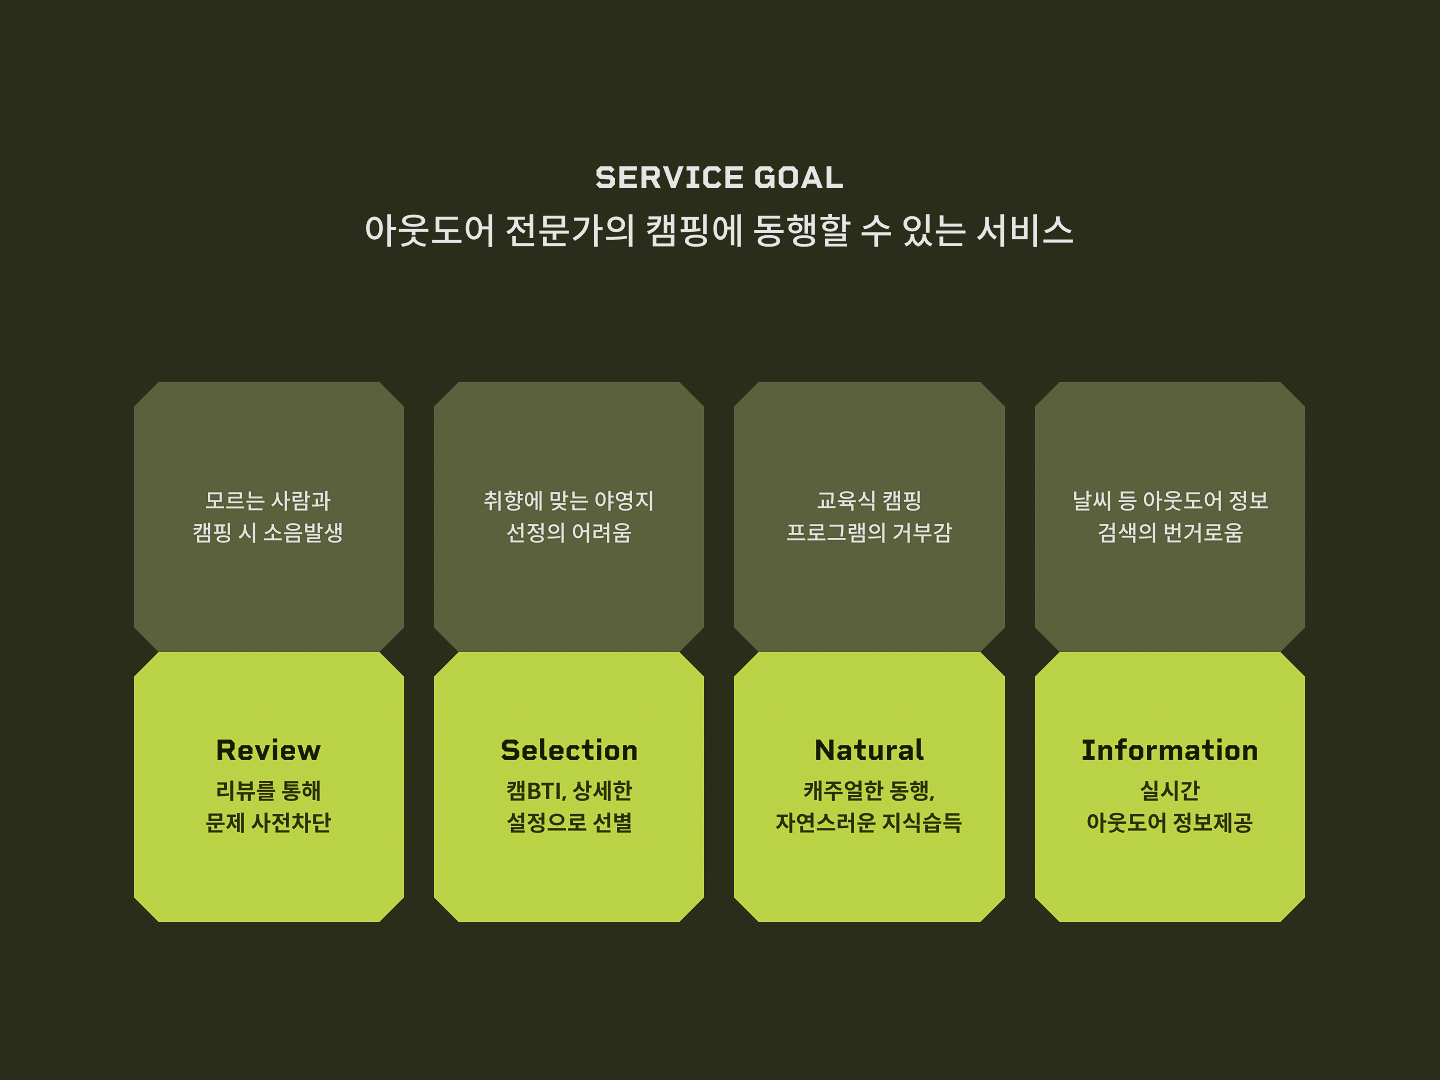 SERVICE GOAL
아웃도어 전문가의 캠핑에 동행할 수 있는 서비스
모르는 사람과
캠핑 시 소음발생
취향에 맞는 야영지
선정의 어려움
교육식 캠핑
프로그램의 거부감
날씨 등 아웃도어 정보
검색의 번거로움
Review
리뷰를 통해
문제 사전차단
Selection
캠BTI, 상세한
설정으로 선별
Natural
캐주얼한 동행,
자연스러운 지식습득
Information
실시간
아웃도어 정보제공